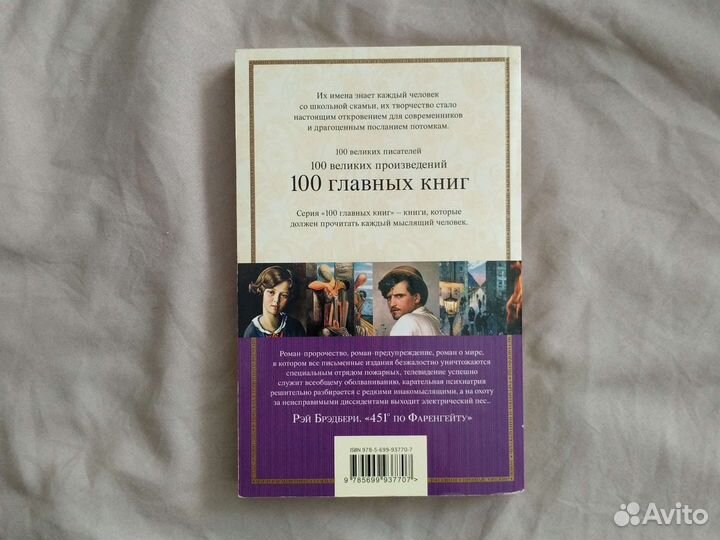 Их имена знает каждый человек
со школьной скамьи, их творчество стало
настоящим откровением для современников
и драгоценным посланием потомкам.
100 великих писателей
100 великих произведений
100 главных книг
Серия «100 главных книг» – книги, которые
должен прочитать каждый мыслящий человек.
Роман-пророчество, роман-предупреждение, роман о мире,
в котором все письменные издания безжалостно уничтожаются
специальным отрядом пожарных, телевидение успешно
служит всеобщему оболваниванию, карательная психиатрия
решительно разбирается с редкими инакомыслящими, а на охоту
за неисправимыми диссидентами выходит электрический пес...
Рэй Брэдбери. «451° по Фаренгейту»
ISBN 978-5-699-93770-7
9 785699 937707 >
Avito